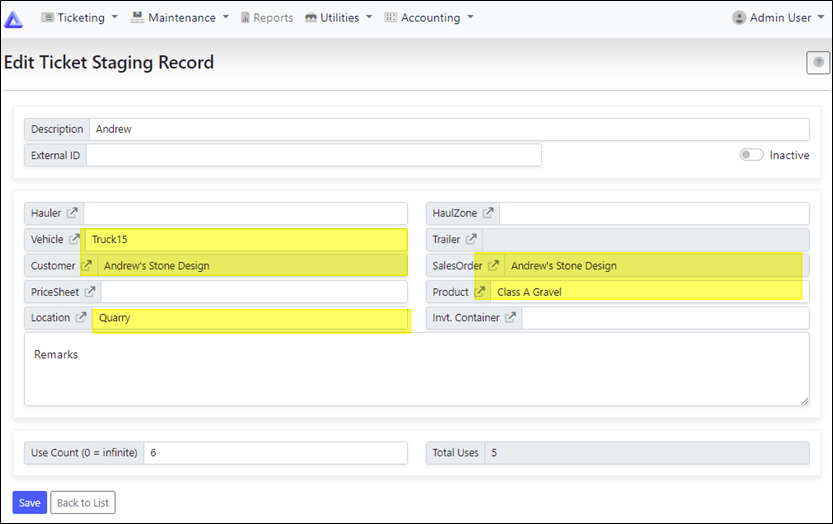 Ticketing Maintenance Reports Utilities Accounting Admin User
Edit Ticket Staging Record
Description Andrew
External ID Inactive
Hauler HaulZone
Vehicle Truck15 Trailer
Customer Andrew's Stone Design SalesOrder Andrew's Stone Design
PriceSheet Product Class A Gravel
Location Quarry Invt. Container
Remarks
Use Count (0 = infinite) 6 Total Uses 5
Save Back to List